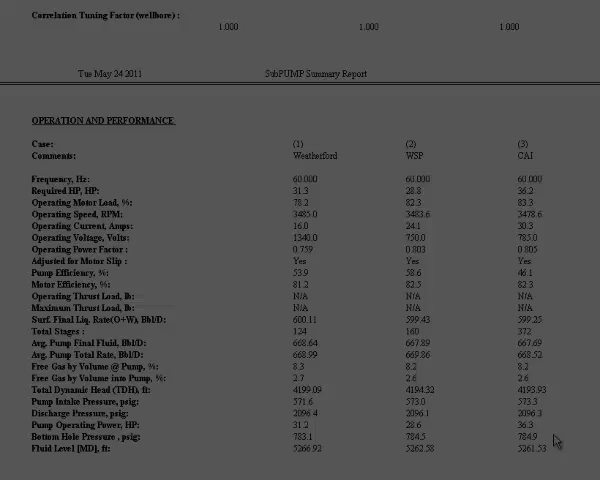 Correlation Tuning Factor (wellbore) :
1.000 1.000 1.000
Tue May 24 2011 SubPUMP Summary Report
OPERATION AND PERFORMANCE
Case: (1) (2) (3)
Comments: Weatherford WSP CAI
Frequency, Hz: 60.000 60.000 60.000
Required HP, HP: 31.3 28.8 36.2
Operating Motor Load, %: 78.2 82.3 83.3
Operating Speed, RPM: 3485.0 3483.6 3478.6
Operating Current, Amps: 16.0 24.1 30.3
Operating Voltage, Volts: 1340.0 750.0 785.0
Operating Power Factor : 0.759 0.803 0.805
Adjusted for Motor Slip : Yes Yes Yes
Pump Efficiency, %: 53.9 58.6 46.1
Motor Efficiency, %: 81.2 82.5 82.3
Operating Thrust Load, lb: N/A N/A N/A
Maximum Thrust Load, lb: N/A N/A N/A
Surf. Final Liq. Rate(O+W), Bbl/D: 600.11 599.43 599.25
Total Stages : 124 160 372
Avg. Pump Final Fluid, Bbl/D: 668.64 667.89 667.69
Avg. Pump Total Rate, Bbl/D: 668.99 669.86 668.52
Free Gas by Volume @ Pump, %: 8.3 8.2 8.2
Free Gas by Volume into Pump, %: 2.7 2.6 2.6
Total Dynamic Head (TDH), ft: 4199.09 4194.32 4193.93
Pump Intake Pressure, psig: 571.6 573.0 573.3
Discharge Pressure, psig: 2096.4 2096.1 2096.3
Pump Operating Power, HP: 31.2 28.6 36.3
Bottom Hole Pressure , psig: 783.1 784.5 784.9
Fluid Level [MD], ft: 5266.92 5262.58 5261.53